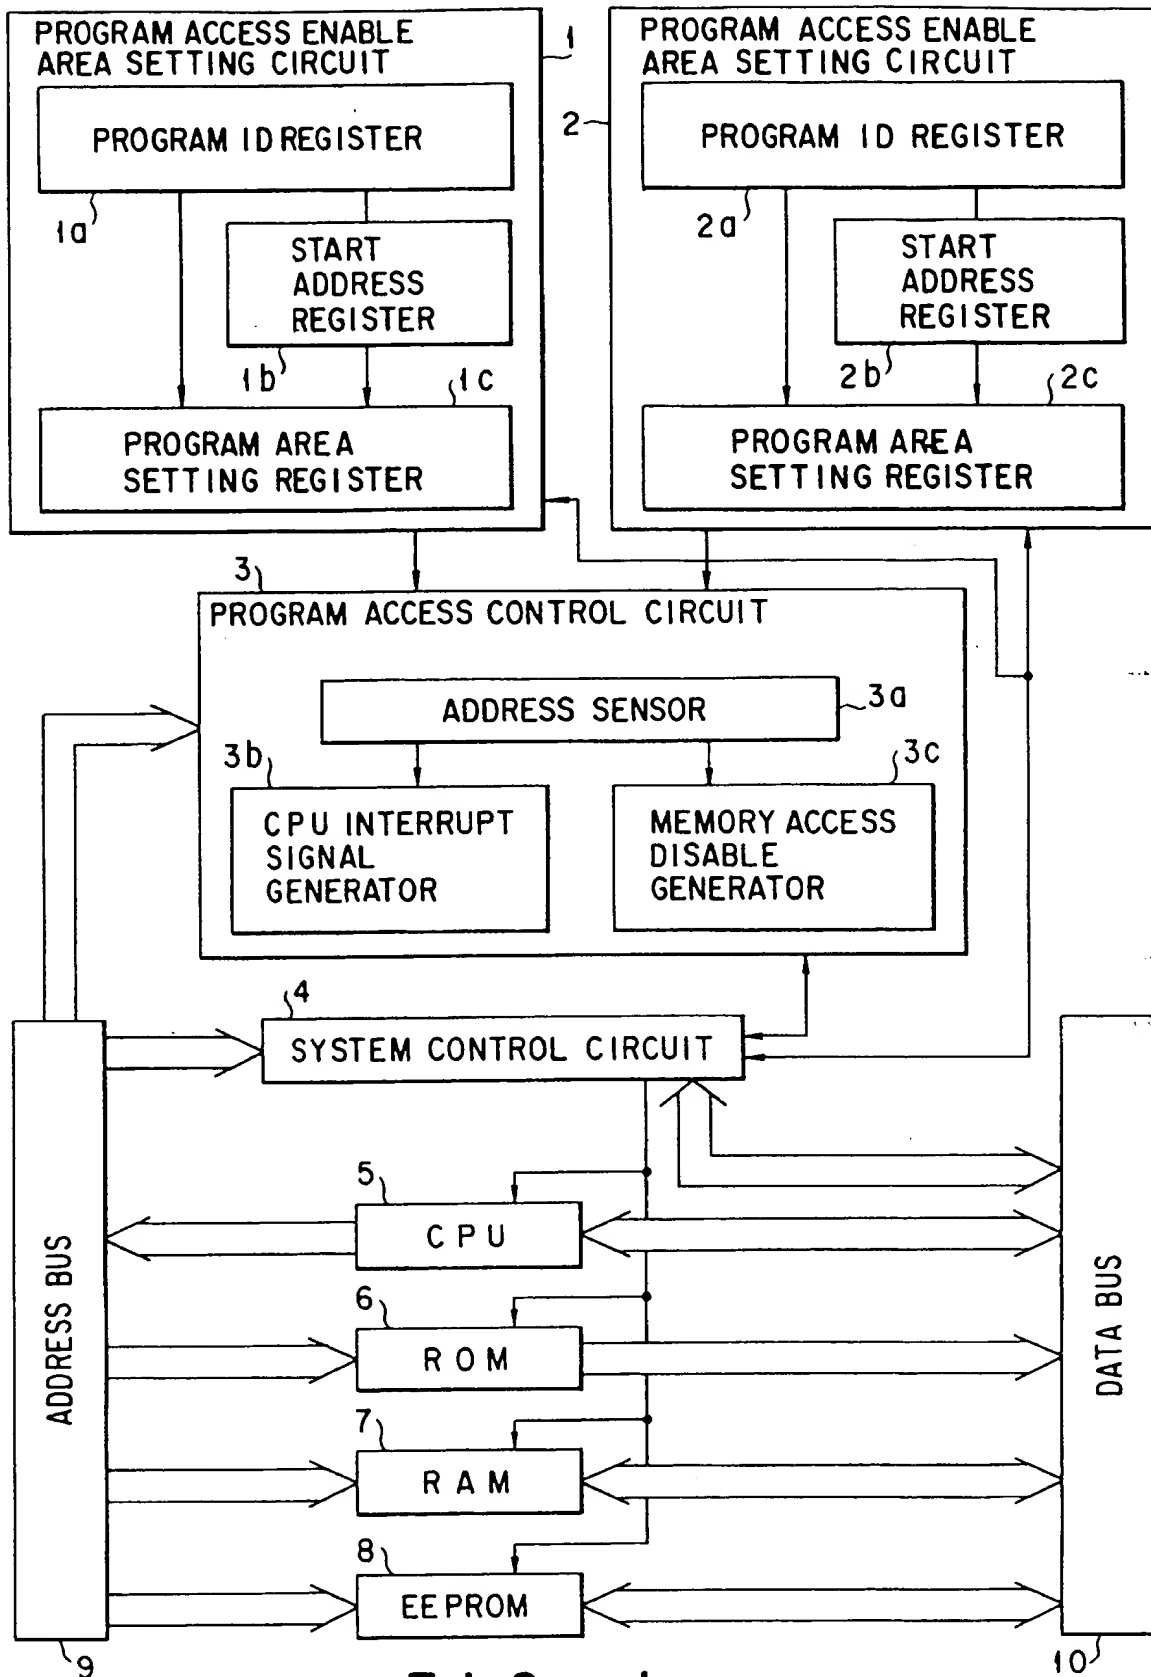 PROGRAM ACCESS ENABLE
AREA SETTING CIRCUIT
1
PROGRAM ID REGISTER
1a
START
ADDRESS
REGISTER
1b
1c
PROGRAM AREA
SETTING REGISTER
PROGRAM ACCESS ENABLE
AREA SETTING CIRCUIT
2
PROGRAM ID REGISTER
2a
START
ADDRESS
REGISTER
2b
2c
PROGRAM AREA
SETTING REGISTER
3
PROGRAM ACCESS CONTROL CIRCUIT
ADDRESS SENSOR
3a
3b
CPU INTERRUPT
SIGNAL
GENERATOR
3c
MEMORY ACCESS
DISABLE
GENERATOR
4
SYSTEM CONTROL CIRCUIT
5
CPU
6
ROM
7
RAM
8
EEPROM
ADDRESS BUS
9
DATA BUS
10